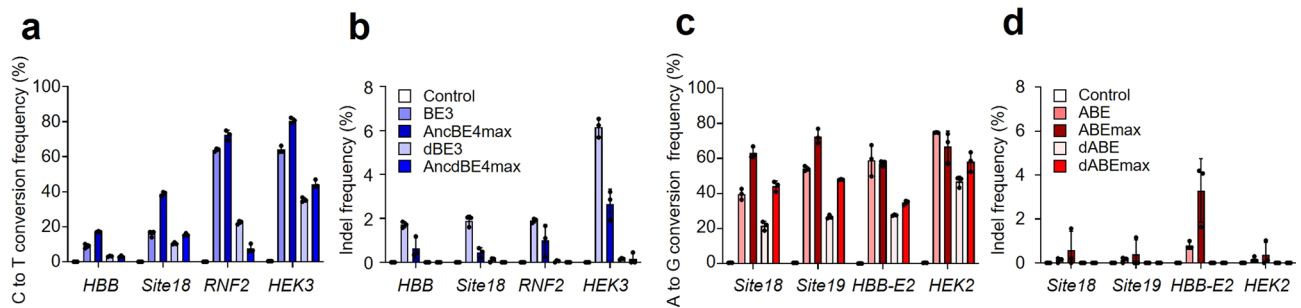 a
C to T conversion frequency (%)
100
80
60
40
20
0
HBB
Site18
RNF2
HEK3
b
Indel frequency (%)
8
6
4
2
0
Control
BE3
AncBE4max
dBE3
AncdBE4max
HBB
Site18
RNF2
HEK3
c
A to G conversion frequency (%)
100
80
60
40
20
0
Site18
Site19
HBB-E2
HEK2
d
Indel frequency (%)
8
6
4
2
0
Control
ABE
ABEmax
dABE
dABEmax
Site18
Site19
HBB-E2
HEK2